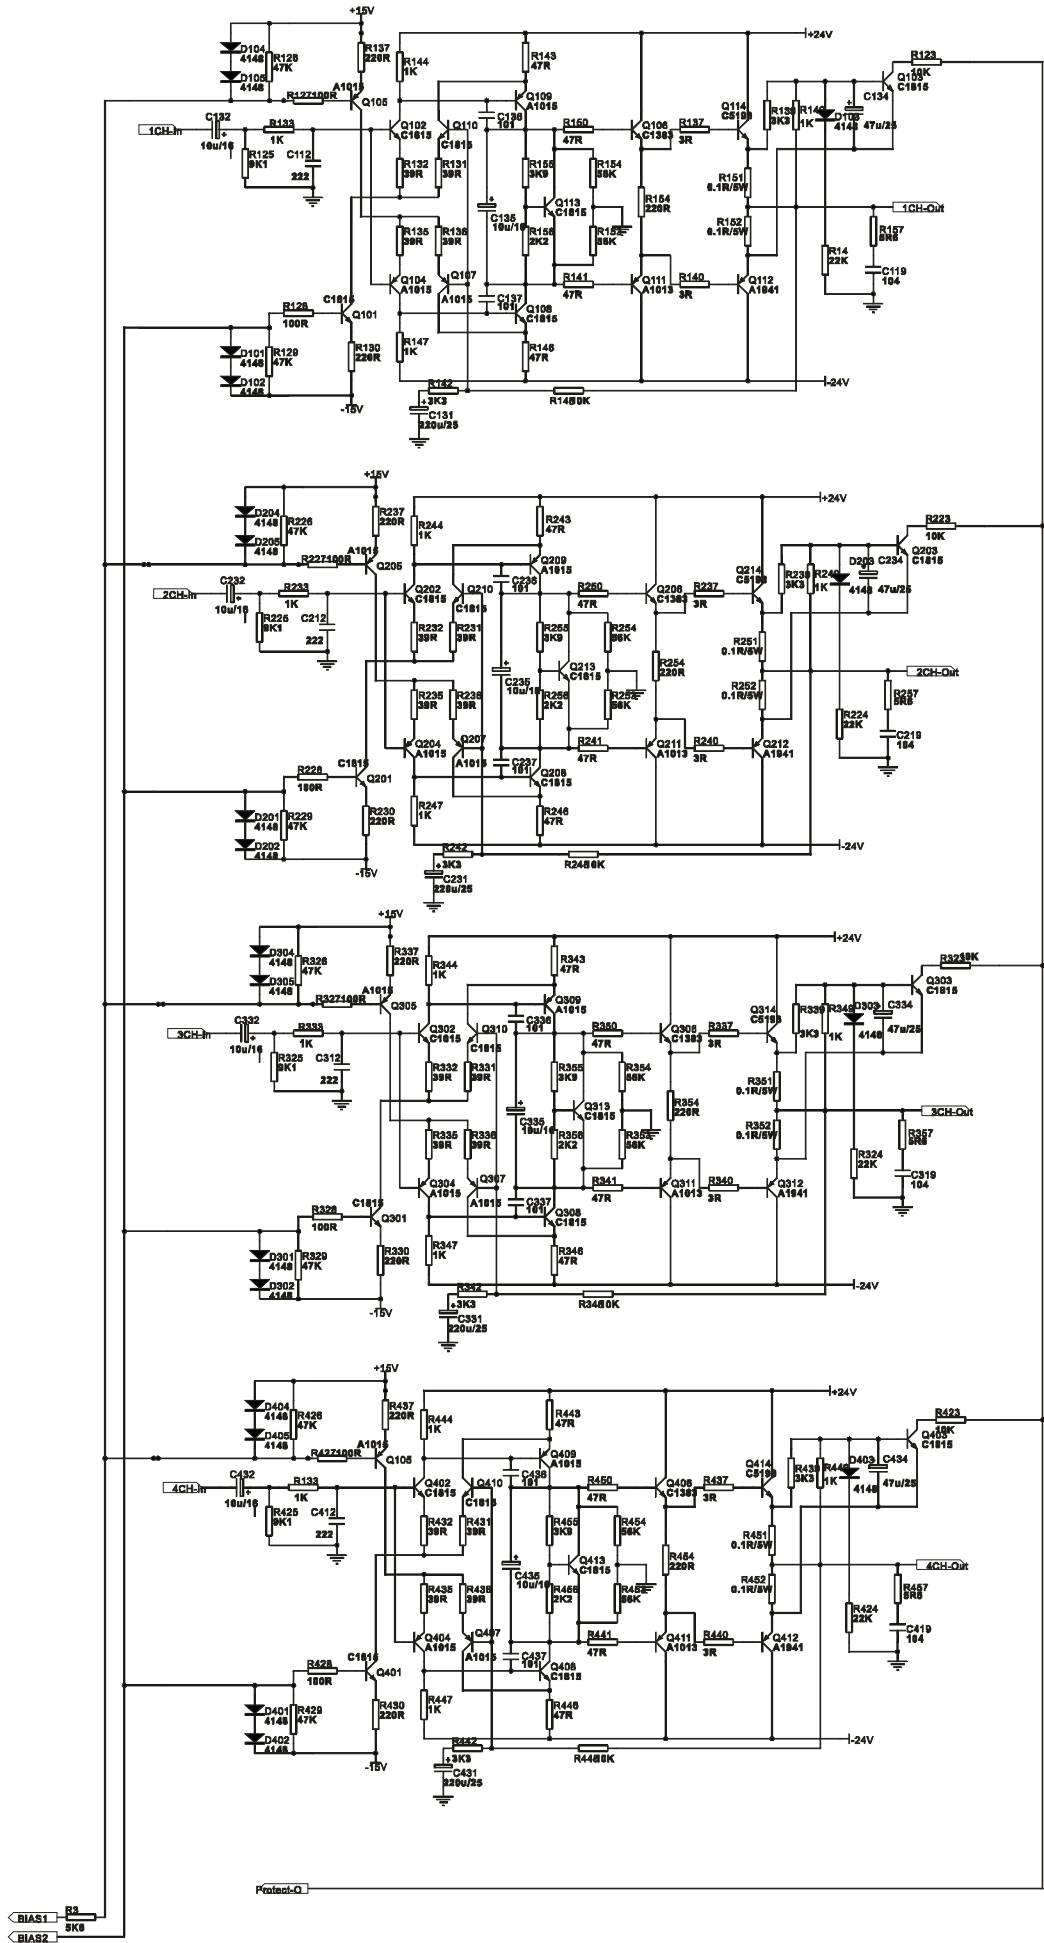 +15V
D104
4148
R126
47K
R137
220R
R144
1K
R143
47R
+24V
R123
10K
D105
4148
A1015
Q105
R127100R
Q109
A1015
Q103
C1815
C134
47u/25
1CH-In
C132
10u/16
R133
1K
Q102
C1815
Q110
C1815
C136
101
R150
47R
Q106
C1383
R137
3R
Q114
C5198
R139
3K3
1K
D103
4148
R125
9K1
C112
222
R132
39R
R131
39R
R155
3K9
R154
56K
R151
0.1R/5W
C135
10u/16
Q113
C1815
R154
220R
1CH-Out
R135
39R
R136
39R
R156
2K2
56K
R152
0.1R/5W
R157
5R6
R14
22K
Q104
A1015
Q107
A1015
R141
47R
Q111
A1013
R140
3R
Q112
A1941
C119
104
C137
101
Q108
C1815
C1815
Q101
R128
100R
R130
220R
R147
1K
R146
47R
D101
4148
R129
47K
D102
4148
-15V
-24V
R142
3K3
C131
220u/25
+15V
D204
4148
R226
47K
R237
220R
R244
1K
R243
47R
+24V
R223
10K
D205
4148
A1015
Q205
R227100R
Q209
A1015
Q203
C1815
C234
47u/25
2CH-In
C232
10u/16
R233
1K
Q202
C1815
Q210
C1815
C236
101
R250
47R
Q206
C1383
R237
3R
Q214
C5198
R239
3K3
R249
1K
D203
4148
R225
9K1
C212
222
R232
39R
R231
39R
R255
3K9
R254
56K
R251
0.1R/5W
C235
10u/16
Q213
C1815
R254
220R
2CH-Out
R235
39R
R236
39R
R256
2K2
56K
R252
0.1R/5W
R257
5R6
R224
22K
Q204
A1015
Q207
A1015
R241
47R
Q211
A1013
R240
3R
Q212
A1941
C219
104
C237
101
Q208
C1815
C1815
Q201
R228
100R
R230
220R
R247
1K
R246
47R
D201
4148
R229
47K
D202
4148
-15V
-24V
R242
3K3
C231
220u/25
+15V
D304
4148
R326
47K
R337
220R
R344
1K
R343
47R
+24V
D305
4148
A1015
Q305
R327100R
Q309
A1015
Q303
C1815
C334
47u/25
3CH-In
C332
10u/16
R333
1K
Q302
C1815
Q310
C1815
C336
101
R350
47R
Q306
C1383
R337
3R
Q314
C5198
R339
3K3
R349
1K
D303
4148
R325
9K1
C312
222
R332
39R
R331
39R
R355
3K9
R354
56K
R351
0.1R/5W
C335
10u/16
Q313
C1815
R354
220R
3CH-Out
R335
39R
R336
39R
R356
2K2
56K
R352
0.1R/5W
R357
5R6
R324
22K
Q304
A1015
Q307
A1015
R341
47R
Q311
A1013
R340
3R
Q312
A1941
C319
104
C337
101
Q308
C1815
C1815
Q301
R328
100R
R330
220R
R347
1K
R346
47R
D301
4148
R329
47K
D302
4148
-15V
-24V
R342
3K3
C331
220u/25
+15V
D404
4148
R426
47K
R437
220R
R444
1K
R443
47R
+24V
R423
10K
D405
4148
A1015
Q105
R427100R
Q409
A1015
Q403
C1815
C434
47u/25
4CH-In
C432
10u/16
R133
1K
Q402
C1815
Q410
C1815
C436
101
R450
47R
Q406
C1383
R437
3R
Q414
C5198
R439
3K3
R449
1K
D403
4148
R425
9K1
C412
222
R432
39R
R431
39R
R455
3K9
R454
56K
R451
0.1R/5W
C435
10u/16
Q413
C1815
R454
220R
4CH-Out
R435
39R
R436
39R
R456
2K2
56K
R452
0.1R/5W
R457
5R6
R424
22K
Q404
A1015
Q407
A1015
R441
47R
Q411
A1013
R440
3R
Q412
A1941
C419
104
C437
101
Q408
C1815
C1815
Q401
R428
100R
R430
220R
R447
1K
R446
47R
D401
4148
R429
47K
D402
4148
-15V
-24V
R442
3K3
C431
220u/25
Protect-O
BIAS1
R3
5K6
BIAS2